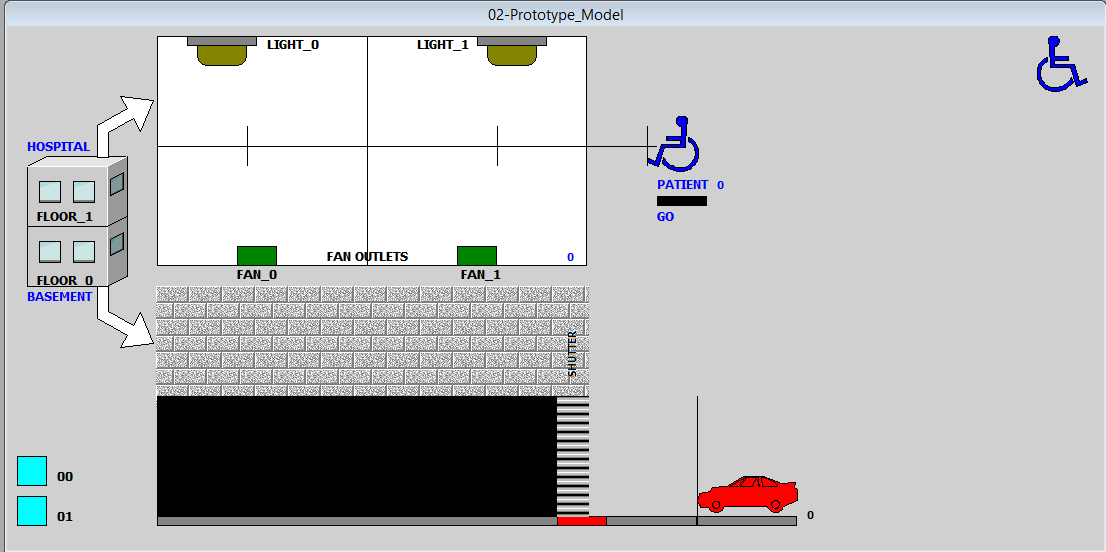 02-Prototype_Model
LIGHT_0
LIGHT_1
HOSPITAL
FLOOR_1
FLOOR_0
BASEMENT
PATIENT 0
GO
FAN OUTLETS
0
FAN_0
FAN_1
SHUTTER
00
01
0